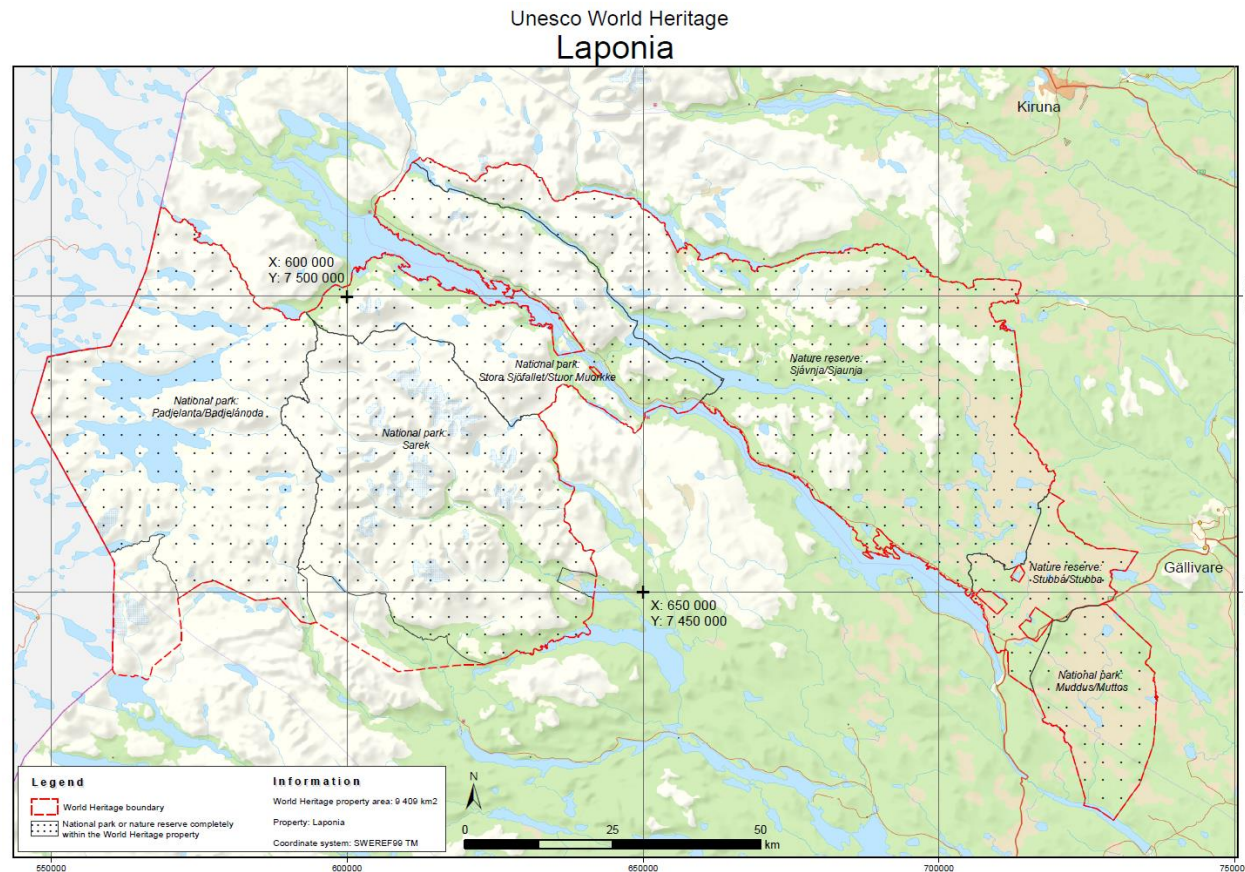 Unesco World Heritage
Laponia
Kiruna
X: 600 000
Y: 7 500 000
Nature reserve:
Sjávnja/Sjaunja
National park:
Stora Sjöfallet/Stuor Muorkke
National park:
Padjelanta/Badjelánnda
National park:
Sarek
Nature reserve:
Stubbá/Stubba
Gällivare
X: 650 000
Y: 7 450 000
National park:
Muddus/Muttos
Legend
World Heritage boundary
National park or nature reserve completely
within the World Heritage property
Information
World Heritage property area: 9 409 km2
Property: Laponia
Coordinate system: SWEREF99 TM
N
0 25 50
km
550000 600000 650000 700000 75000